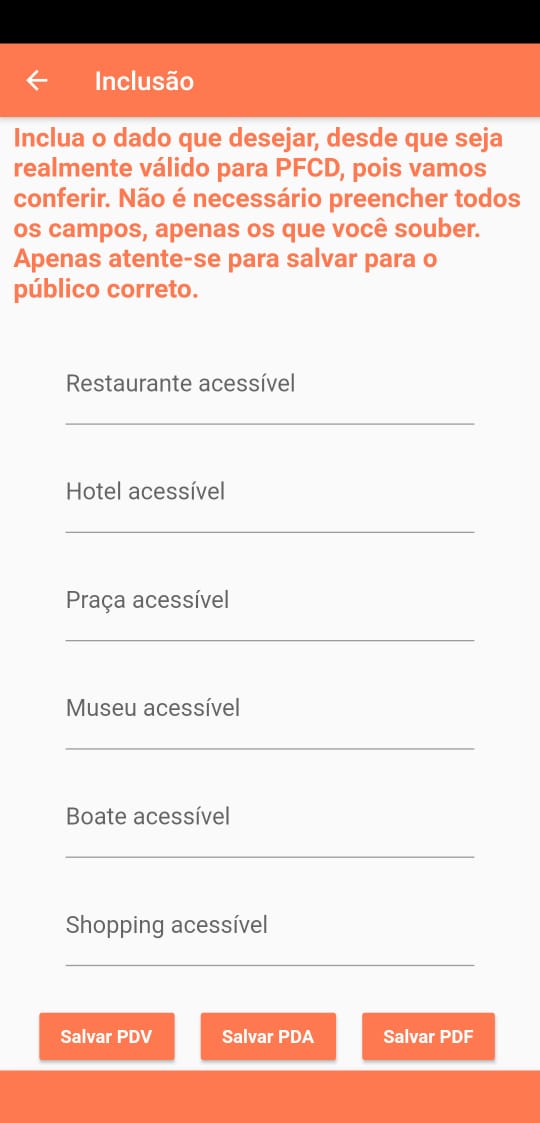 Inclusão
Inclua o dado que desejar, desde que seja
realmente válido para PFCD, pois vamos
conferir. Não é necessário preencher todos
os campos, apenas os que você souber.
Apenas atente-se para salvar para o
público correto.
Restaurante acessível
Hotel acessível
Praça acessível
Museu acessível
Boate acessível
Shopping acessível
Salvar PDV Salvar PDA Salvar PDF